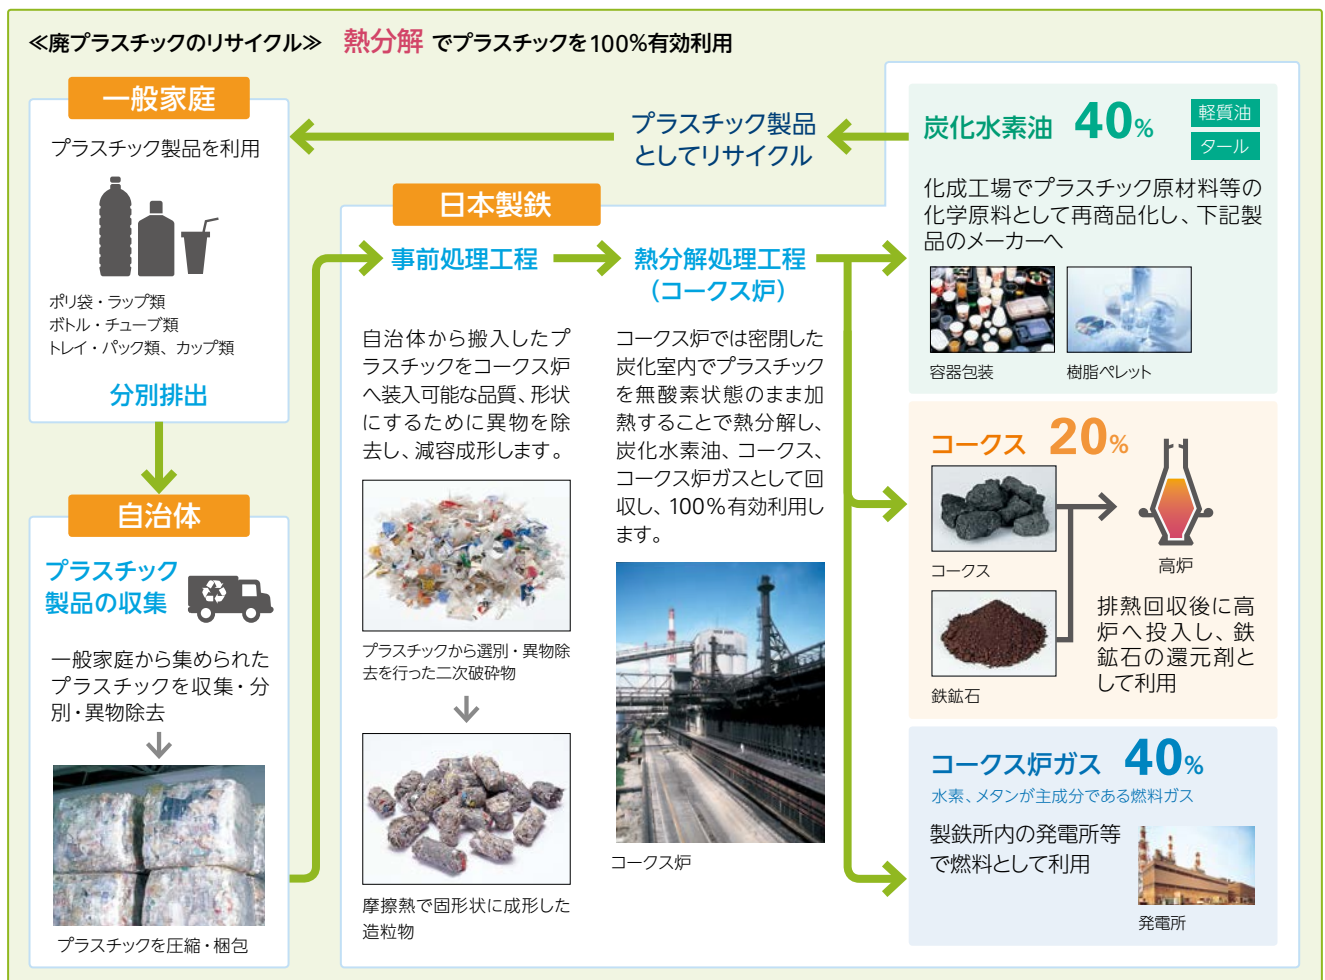 ≪廃プラスチックのリサイクル≫ 熱分解 でプラスチックを100%有効利用
一般家庭
プラスチック製品を利用
ポリ袋・ラップ類
ボトル・チューブ類
トレイ・パック類、カップ類
分別排出
自治体
プラスチック
製品の収集
一般家庭から集められた
プラスチックを収集・分
別・異物除去
プラスチックを圧縮・梱包
日本製鉄
事前処理工程
自治体から搬入したプ
ラスチックをコークス炉
へ装入可能な品質、形状
にするために異物を除
去し、減容成形します。
プラスチックから選別・異物除
去を行った二次破砕物
摩擦熱で固形状に成形した
造粒物
熱分解処理工程
（コークス炉）
コークス炉では密閉した
炭化室内でプラスチック
を無酸素状態のまま加
熱することで熱分解し、
炭化水素油、コークス、
コークス炉ガスとして回
収し、100%有効利用し
ます。
コークス炉
プラスチック製品
としてリサイクル
炭化水素油 40%
軽質油
タール
化成工場でプラスチック原材料等の
化学原料として再商品化し、下記製
品のメーカーへ
容器包装
樹脂ペレット
コークス 20%
コークス
鉄鉱石
高炉
排熱回収後に高
炉へ投入し、鉄
鉱石の還元剤と
して利用
コークス炉ガス 40%
水素、メタンが主成分である燃料ガス
製鉄所内の発電所等
で燃料として利用
発電所